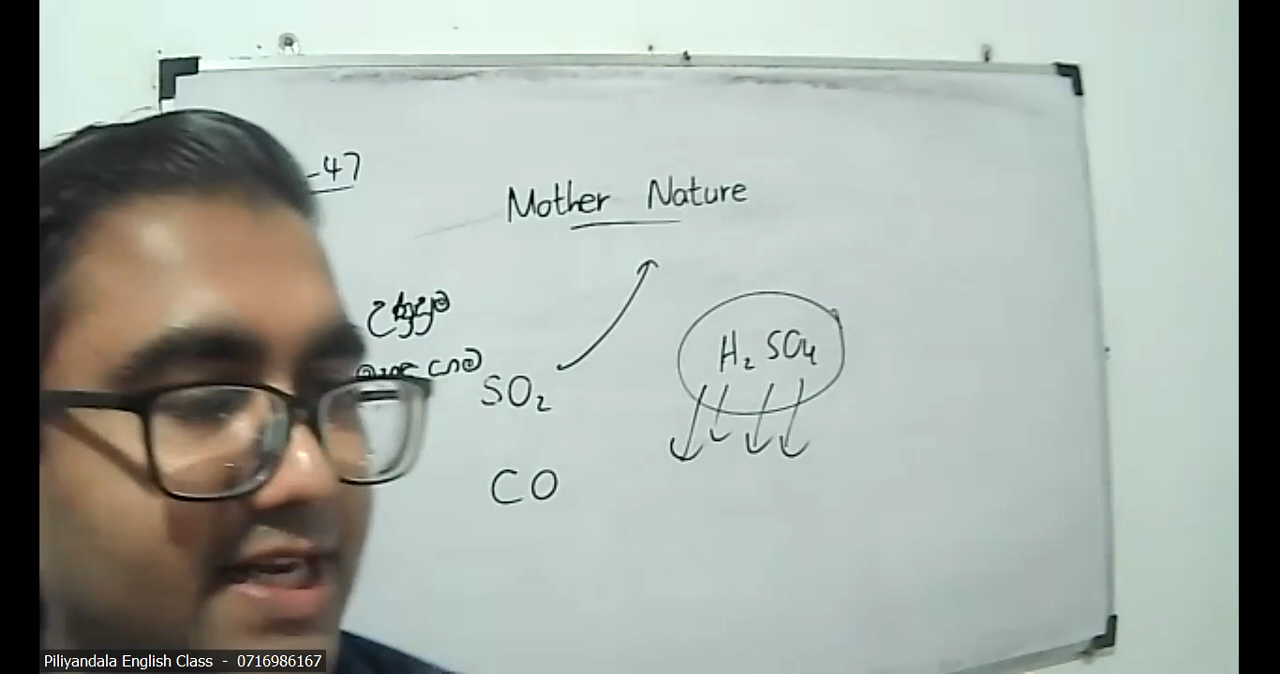 -47
Mother Nature
SO₂
H₂SO₄
CO
Piliyandala English Class - 0716986167